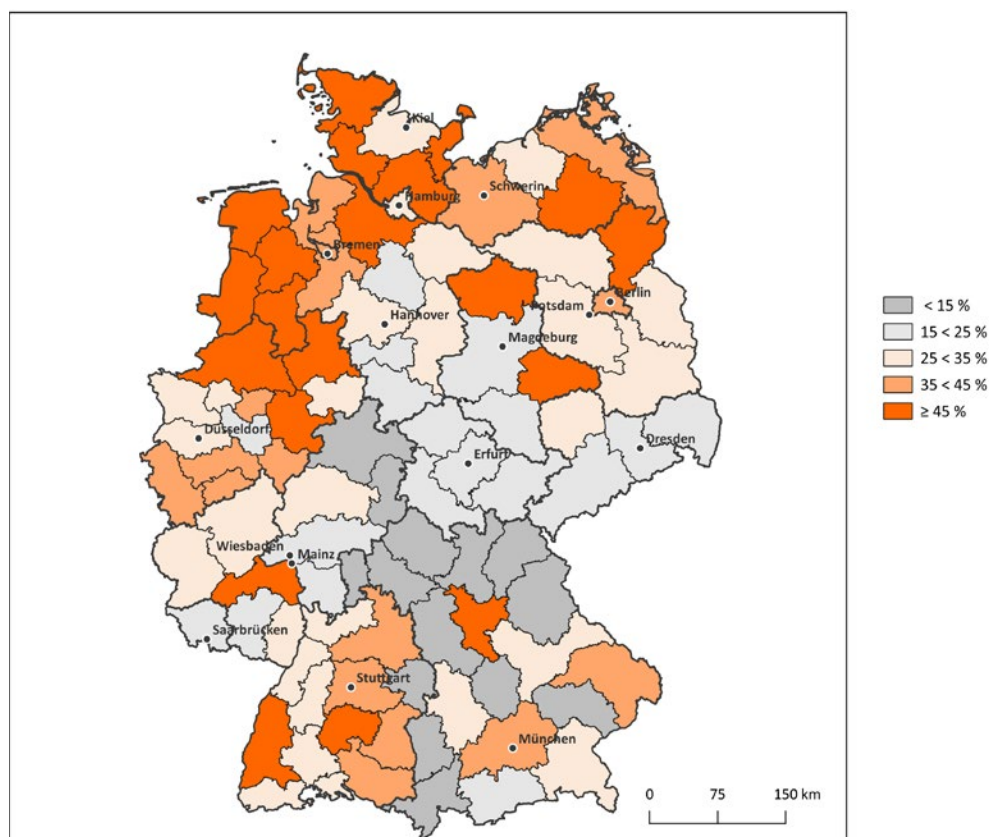 Kiel
Hamburg
Schwerin
Bremen
Berlin
Potsdam
Hannover
Magdeburg
Düsseldorf
Dresden
Erfurt
Wiesbaden
Mainz
Saarbrücken
Stuttgart
München
0 75 150 km
< 15 %
15 < 25 %
25 < 35 %
35 < 45 %
≥ 45 %